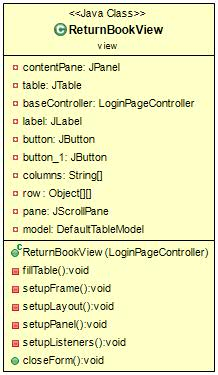 <<Java Class>>
C ReturnBookView
view
contentPane: JPanel
table: JTable
baseController: LoginPageController
label: JLabel
button: JButton
button_1: JButton
columns: String[]
row : Object[][]
pane: JScrollPane
model: DefaultTableModel
c ReturnBookView(LoginPageController)
fillTable():void
setupFrame():void
setupLayout():void
setupPanel():void
setupListeners():void
closeForm():void